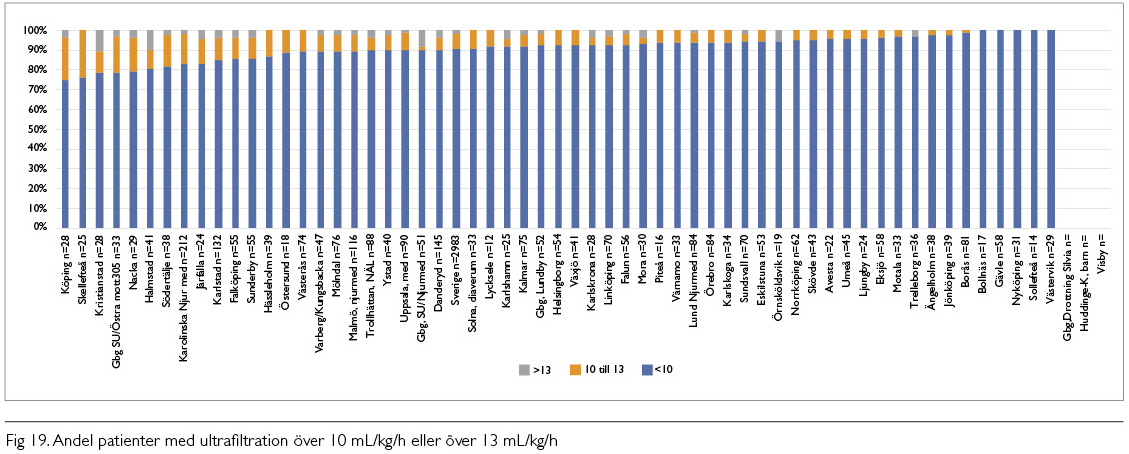 100%
90%
80%
70%
60%
50%
40%
30%
20%
10%
0%
Köping n=28
Skellefteå n=25
Kristianstad n=28
Gbg SU/Östra mott305 n=33
Nacka n=29
Halmstad n=41
Södertälje n=38
Karolinska Njur med n=212
Järfälla n=24
Karlstad n=132
Falköping n=55
Sunderby n=55
Hässleholm n=39
Östersund n=18
Västerås n=74
Varberg/Kungsbacka n=47
Mölndal n=76
Malmö, njurmed n=116
Trollhättan, NÄL n=88
Ystad n=40
Uppsala, med n=90
Gbg, SU/Njurmed n=51
Danderyd n=145
Sverige n=2983
Solna, diaverum n=33
Lycksele n=12
Karlshamn n=25
Kalmar n=75
Gbg, Lundby n=52
Helsingborg n=54
Växjö n=41
Karlskrona n=28
Linköping n=70
Falun n=56
Mora n=30
Piteå n=16
Värnamo n=33
Lund Njurmed n=84
Örebro n=84
Karlskoga n=34
Sundsvall n=70
Eskilstuna n=53
Örnsköldsvik n=19
Norrköping n=62
Skövde n=43
Avesta n=22
Umeå n=45
Ljungby n=24
Eksjö n=58
Motala n=33
Trelleborg n=36
Ängelholm n=38
Jönköping n=39
Borås n=81
Bollnäs n=17
Gävle n=58
Nyköping n=31
Sollefteå n=14
Västervik n=29
Gbg,Drottning Silvia n=
Huddinge-K, barn n=
Visby n=
>13 10 till 13 <10
Fig 19. Andel patienter med ultrafiltration över 10 mL/kg/h eller över 13 mL/kg/h